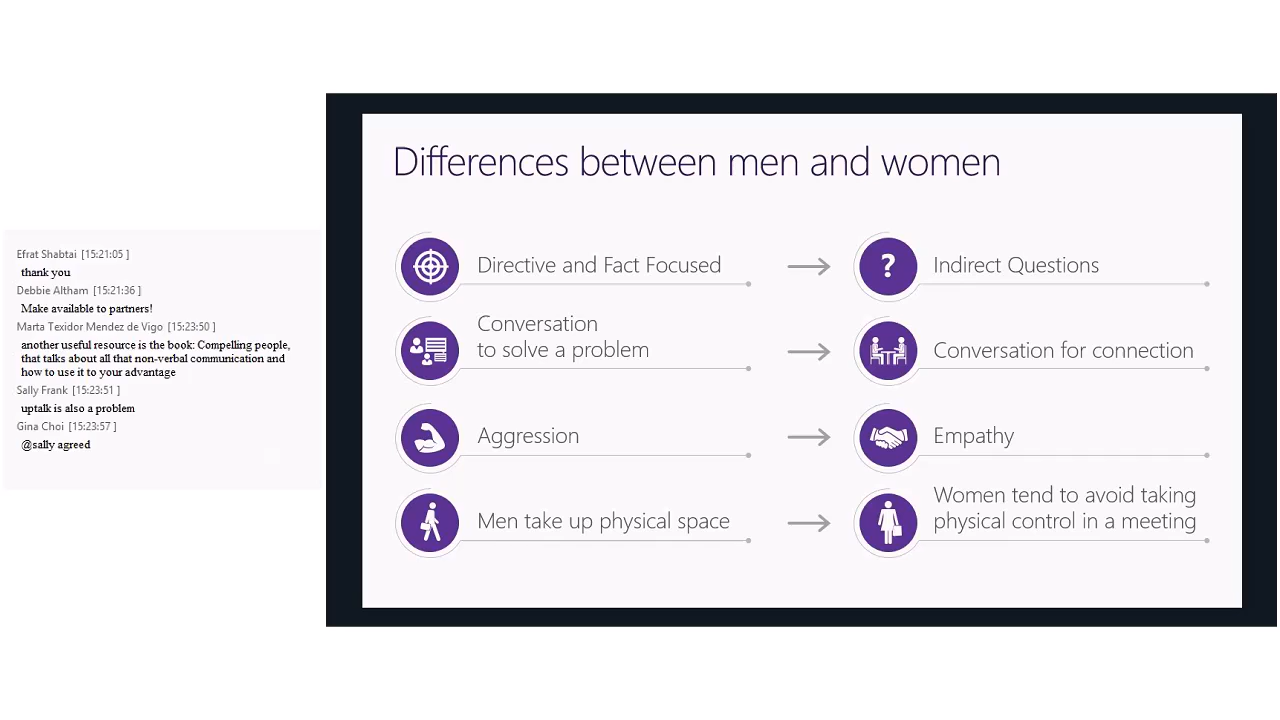 Efrat Shabtai [15:21:05 ]
thank you
Debbie Altham [15:21:36 ]
Make available to partners!
Marta Texidor Mendez de Vigo [15:23:50 ]
another useful resource is the book: Compelling people,
that talks about all that non-verbal communication and
how to use it to your advantage
Sally Frank [15:23:51 ]
uptalk is also a problem
Gina Choi [15:23:57 ]
@sally agreed
Differences between men and women
Directive and Fact Focused
?
Indirect Questions
Conversation
to solve a problem
Conversation for connection
Aggression
Empathy
Men take up physical space
Women tend to avoid taking
physical control in a meeting